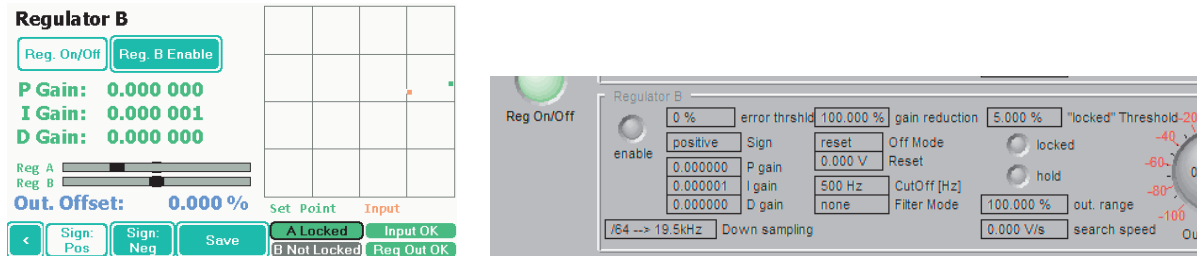 Regulator B
Reg. On/Off Reg. B Enable
P Gain: 0.000 000
I Gain: 0.000 001
D Gain: 0.000 000
Reg A
Reg B
Out. Offset: 0.000 %
Set Point Input
< Sign: Pos Sign: Neg Save
A Locked Input OK
B Not Locked Reg Out OK
Reg On/Off
Regulator B
enable
0 % error thrshld 100.000 % gain reduction 5.000 % "locked" Threshold
positive Sign reset Off Mode locked
0.000000 P gain 0.000 V Reset
0.000001 I gain 500 Hz CutOff [Hz] hold
0.000000 D gain none Filter Mode 100.000 % out. range
/64 --> 19.5kHz Down sampling 0.000 V/s search speed
-20
-40
-60
-80
-100
0
Ou